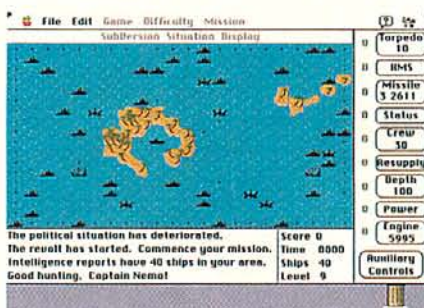 File Edit Game Difficulty Mission
SubVersion Situation Display
Torpedo
10
RMS
Missile
3 2611
Status
Crew
30
Resupply
Depth
100
Power
Engine
5995
Auxiliary
Controls
The political situation has deteriorated.
The revolt has started. Commence your mission.
Intelligence reports have 40 ships in your area.
Good hunting, Captain Nemo!
Score 0
Time 0000
Ships 40
Level 9